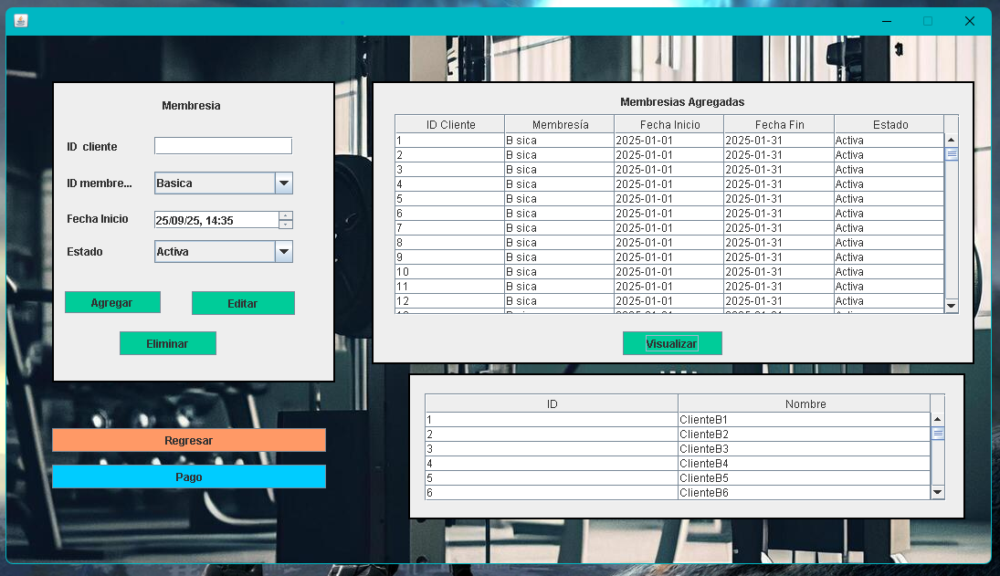 Membresia
ID cliente
ID membre... Basica
Fecha Inicio 25/09/25, 14:35
Estado Activa
Agregar Editar
Eliminar
Regresar
Pago
Membresias Agregadas
ID Cliente Membresía Fecha Inicio Fecha Fin Estado
1 B sica 2025-01-01 2025-01-31 Activa
2 B sica 2025-01-01 2025-01-31 Activa
3 B sica 2025-01-01 2025-01-31 Activa
4 B sica 2025-01-01 2025-01-31 Activa
5 B sica 2025-01-01 2025-01-31 Activa
6 B sica 2025-01-01 2025-01-31 Activa
7 B sica 2025-01-01 2025-01-31 Activa
8 B sica 2025-01-01 2025-01-31 Activa
9 B sica 2025-01-01 2025-01-31 Activa
10 B sica 2025-01-01 2025-01-31 Activa
11 B sica 2025-01-01 2025-01-31 Activa
12 B sica 2025-01-01 2025-01-31 Activa
Visualizar
ID Nombre
1 ClienteB1
2 ClienteB2
3 ClienteB3
4 ClienteB4
5 ClienteB5
6 ClienteB6